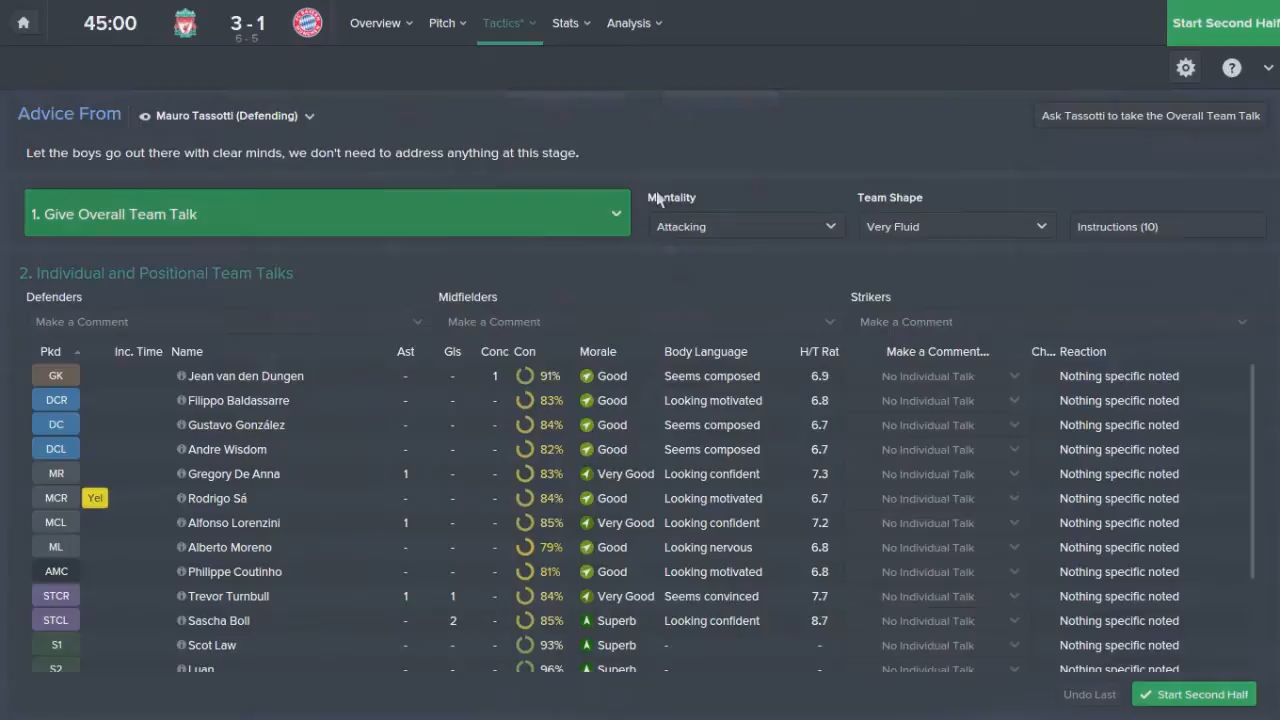 45:00 3 - 1 Overview Pitch Tactics* Stats Analysis Start Second Half
6 - 5
Advice From Mauro Tassotti (Defending) Ask Tassotti to take the Overall Team Talk
Let the boys go out there with clear minds, we don't need to address anything at this stage.
1. Give Overall Team Talk
Mentality Team Shape
Attacking Very Fluid Instructions (10)
2. Individual and Positional Team Talks
Defenders Midfielders Strikers
Make a Comment Make a Comment Make a Comment
Pkd Inc. Time Name Ast Gls Conc Con Morale Body Language H/T Rat Make a Comment... Ch... Reaction
GK Jean van den Dungen - - 1 91% Good Seems composed 6.9 No Individual Talk Nothing specific noted
DCR Filippo Baldassarre - - - 83% Good Looking motivated 6.8 No Individual Talk Nothing specific noted
DC Gustavo González - - - 84% Good Seems composed 6.7 No Individual Talk Nothing specific noted
DCL Andre Wisdom - - - 82% Good Seems composed 6.7 No Individual Talk Nothing specific noted
MR Gregory De Anna 1 - - 83% Very Good Looking confident 7.3 No Individual Talk Nothing specific noted
MCR Yel Rodrigo Sá - - - 84% Good Looking motivated 6.7 No Individual Talk Nothing specific noted
MCL Alfonso Lorenzini 1 - - 85% Very Good Looking confident 7.2 No Individual Talk Nothing specific noted
ML Alberto Moreno - - - 79% Good Looking nervous 6.8 No Individual Talk Nothing specific noted
AMC Philippe Coutinho - - - 81% Good Looking motivated 6.8 No Individual Talk Nothing specific noted
STCR Trevor Turnbull 1 1 - 84% Very Good Seems convinced 7.7 No Individual Talk Nothing specific noted
STCL Sascha Boll - 2 - 85% Superb Looking confident 8.7 No Individual Talk Nothing specific noted
S1 Scot Law - - - 93% Superb - - No Individual Talk Nothing specific noted
S2 Luan - - - 96% Superb - - No Individual Talk Nothing specific noted
Undo Last Start Second Half